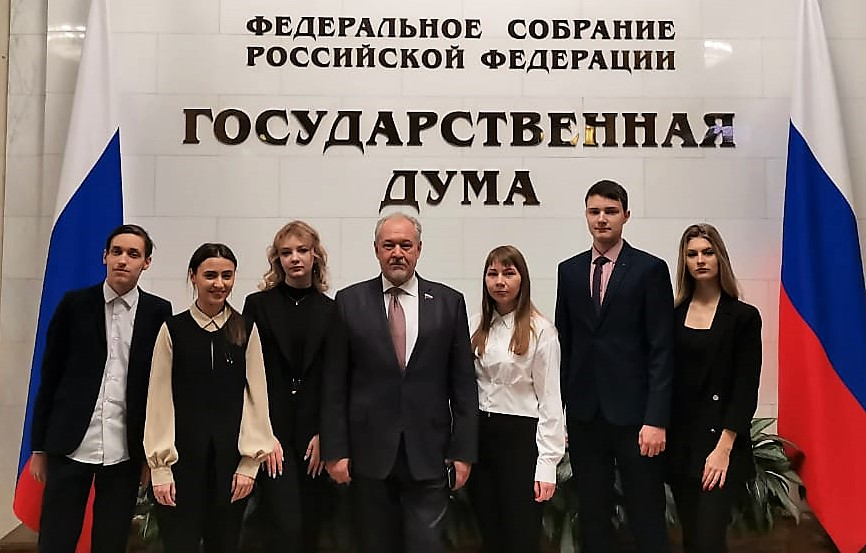 ФЕДЕРАЛЬНОЕ СОБРАНИЕ
РОССИЙСКОЙ ФЕДЕРАЦИИ
ГОСУДАРСТВЕННАЯ
ДУМА